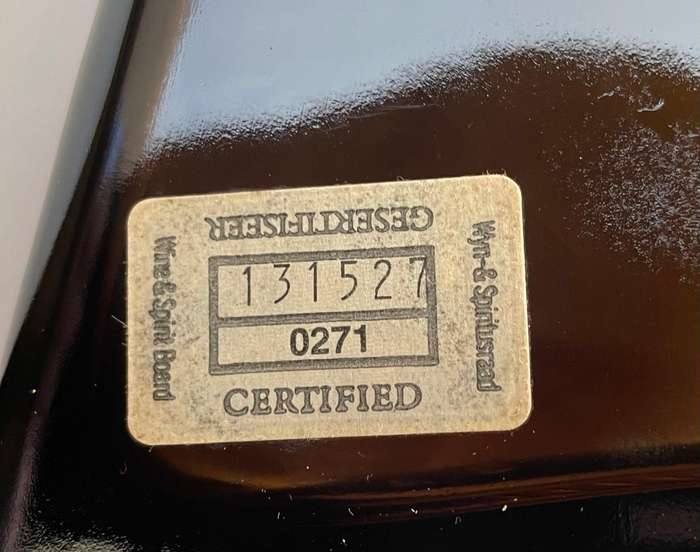 GESERTIFISEER
Wine & Spirit Board
131527
0271
Wyn- & Spiritusraad
CERTIFIED